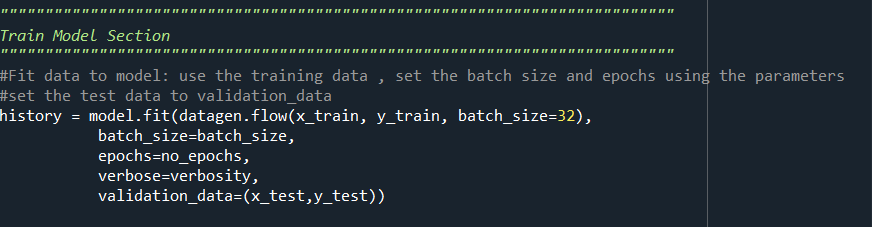 """""""""""""""""""""""""""""""""""""""""""""""""""""""""""""""""""""""""""
Train Model Section
"""""""""""""""""""""""""""""""""""""""""""""""""""""""""""""""""""""""""""
#Fit data to model: use the training data , set the batch size and epochs using the parameters
#set the test data to validation_data
history = model.fit(datagen.flow(x_train, y_train, batch_size=32),
           batch_size=batch_size,
           epochs=no_epochs,
           verbose=verbosity,
           validation_data=(x_test,y_test))